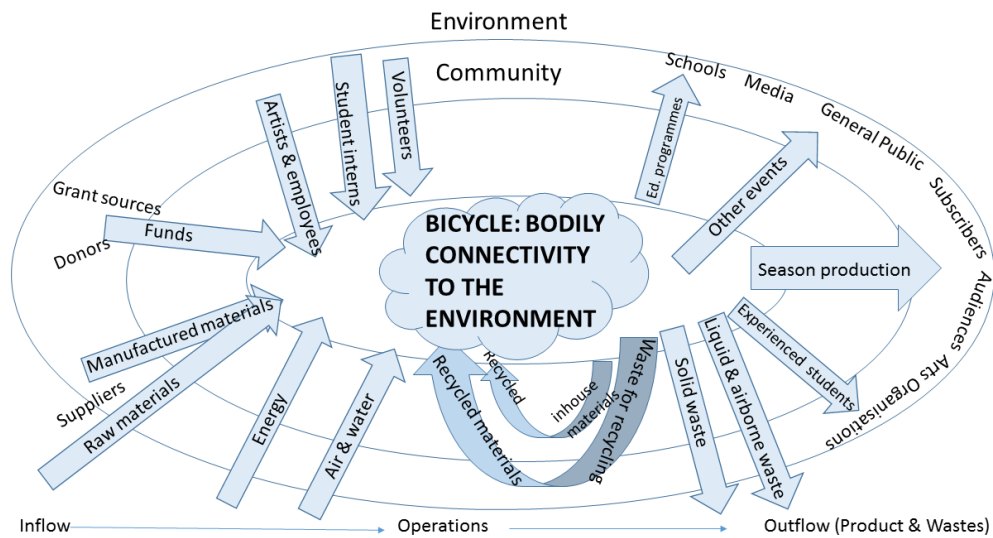 Environment
Community
Schools
Media
General Public
Subscribers
Audiences
Arts Organisations
Grant sources
Donors
Suppliers
Funds
Artists & employees
Student interns
Volunteers
Ed. programmes
Other events
Season production
Experienced students
BICYCLE: BODILY
CONNECTIVITY
TO THE
ENVIRONMENT
Manufactured materials
Raw materials
Energy
Air & water
Recycled materials
Recycled
inhouse
materials
Waste for recycling
Solid waste
Liquid & airborne waste
Inflow
Operations
Outflow (Product & Wastes)